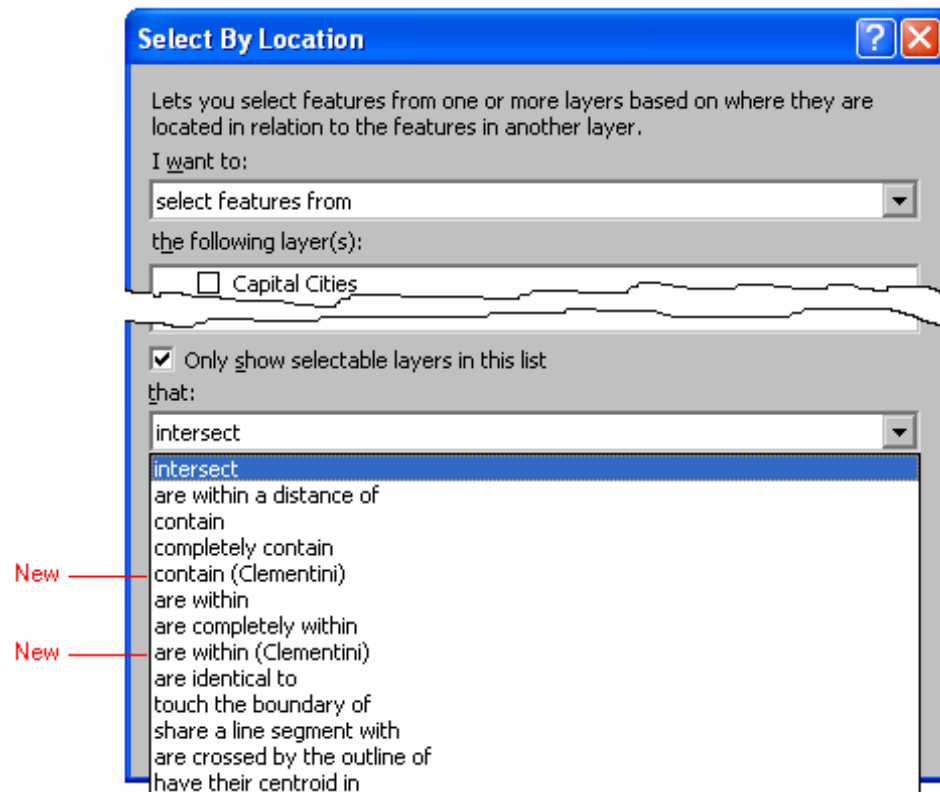 Select By Location
Lets you select features from one or more layers based on where they are
located in relation to the features in another layer.
I want to:
select features from
the following layer(s):
Capital Cities
Only show selectable layers in this list
that:
intersect
intersect
are within a distance of
contain
completely contain
New contain (Clementini)
are within
are completely within
New are within (Clementini)
are identical to
touch the boundary of
share a line segment with
are crossed by the outline of
have their centroid in